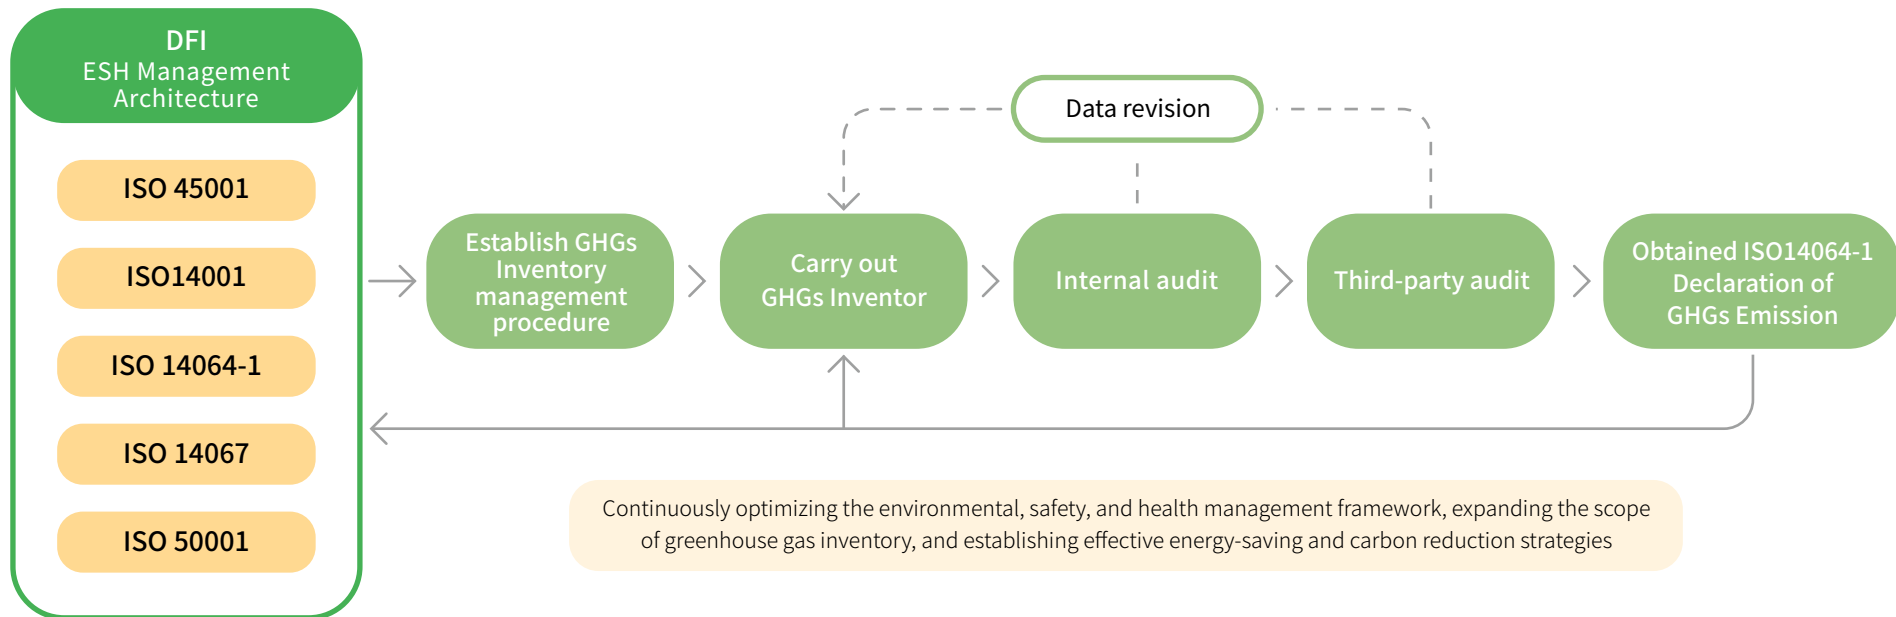 DFI
ESH Management
Architecture
ISO 45001
ISO14001
ISO 14064-1
ISO 14067
ISO 50001
Data revision
Establish GHGs
Inventory
management
procedure
Carry out
GHGs Inventor
Internal audit
Third-party audit
Obtained ISO14064-1
Declaration of
GHGs Emission
Continuously optimizing the environmental, safety, and health management framework, expanding the scope
of greenhouse gas inventory, and establishing effective energy-saving and carbon reduction strategies